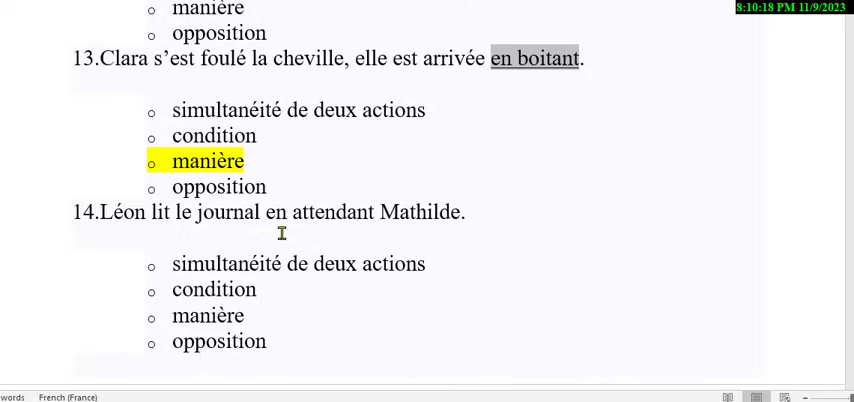 8:10:18 PM 11/9/2023
manière
opposition
13.Clara s’est foulé la cheville, elle est arrivée en boitant.
simultanéité de deux actions
condition
manière
opposition
14.Léon lit le journal en attendant Mathilde.
simultanéité de deux actions
condition
manière
opposition
words French (France)